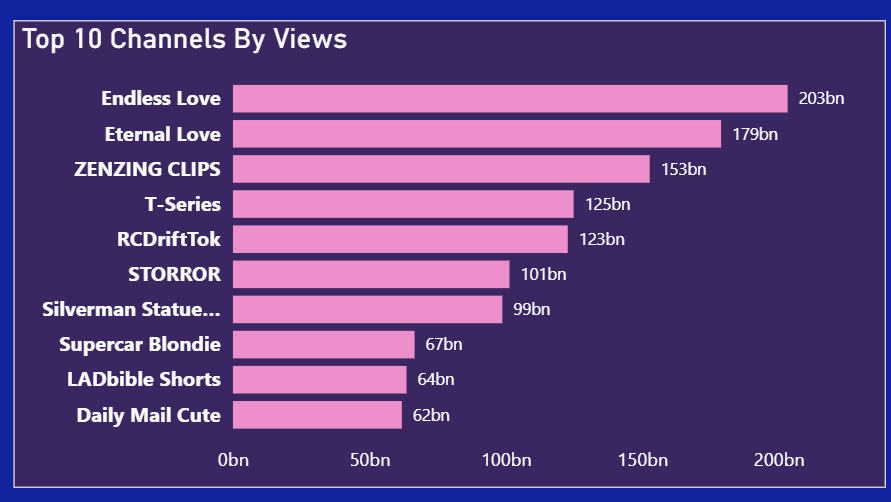 Top 10 Channels By Views
Endless Love 203bn
Eternal Love 179bn
ZENZING CLIPS 153bn
T-Series 125bn
RCDriftTok 123bn
STORROR 101bn
Silverman Statue... 99bn
Supercar Blondie 67bn
LADbible Shorts 64bn
Daily Mail Cute 62bn
0bn 50bn 100bn 150bn 200bn